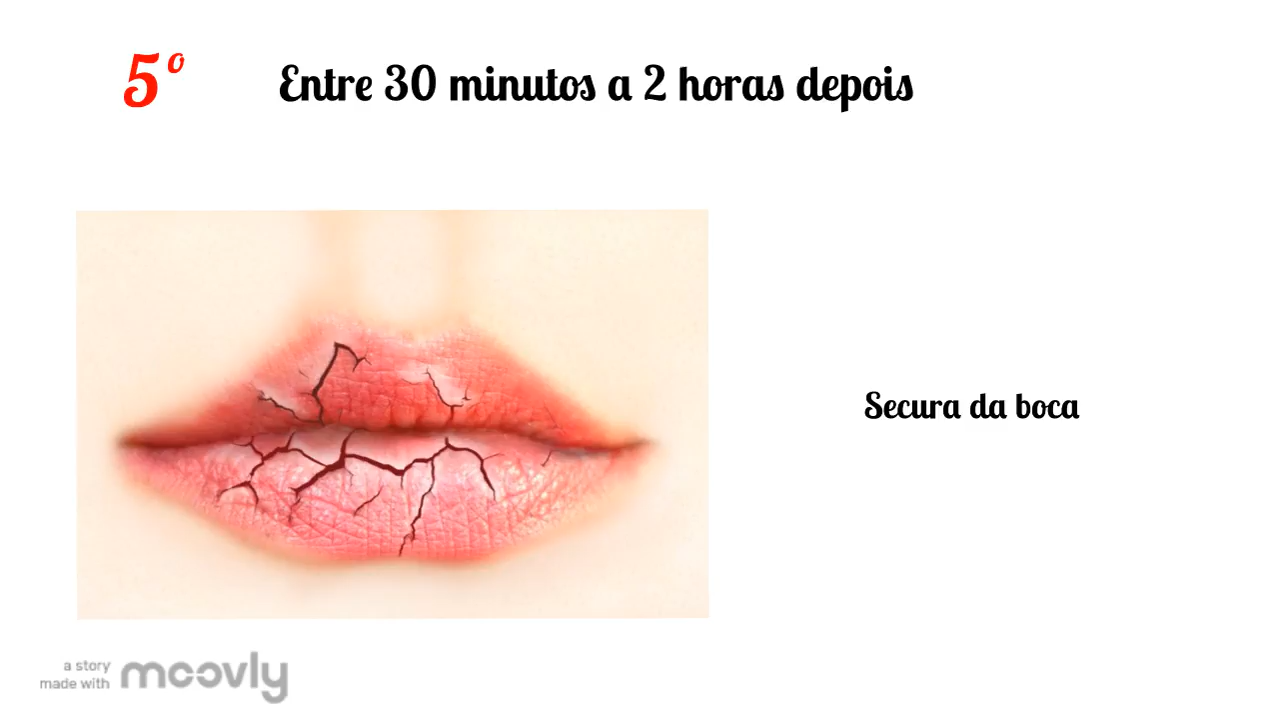 5º
Entre 30 minutos a 2 horas depois
Secura da boca
a story
made with moovly